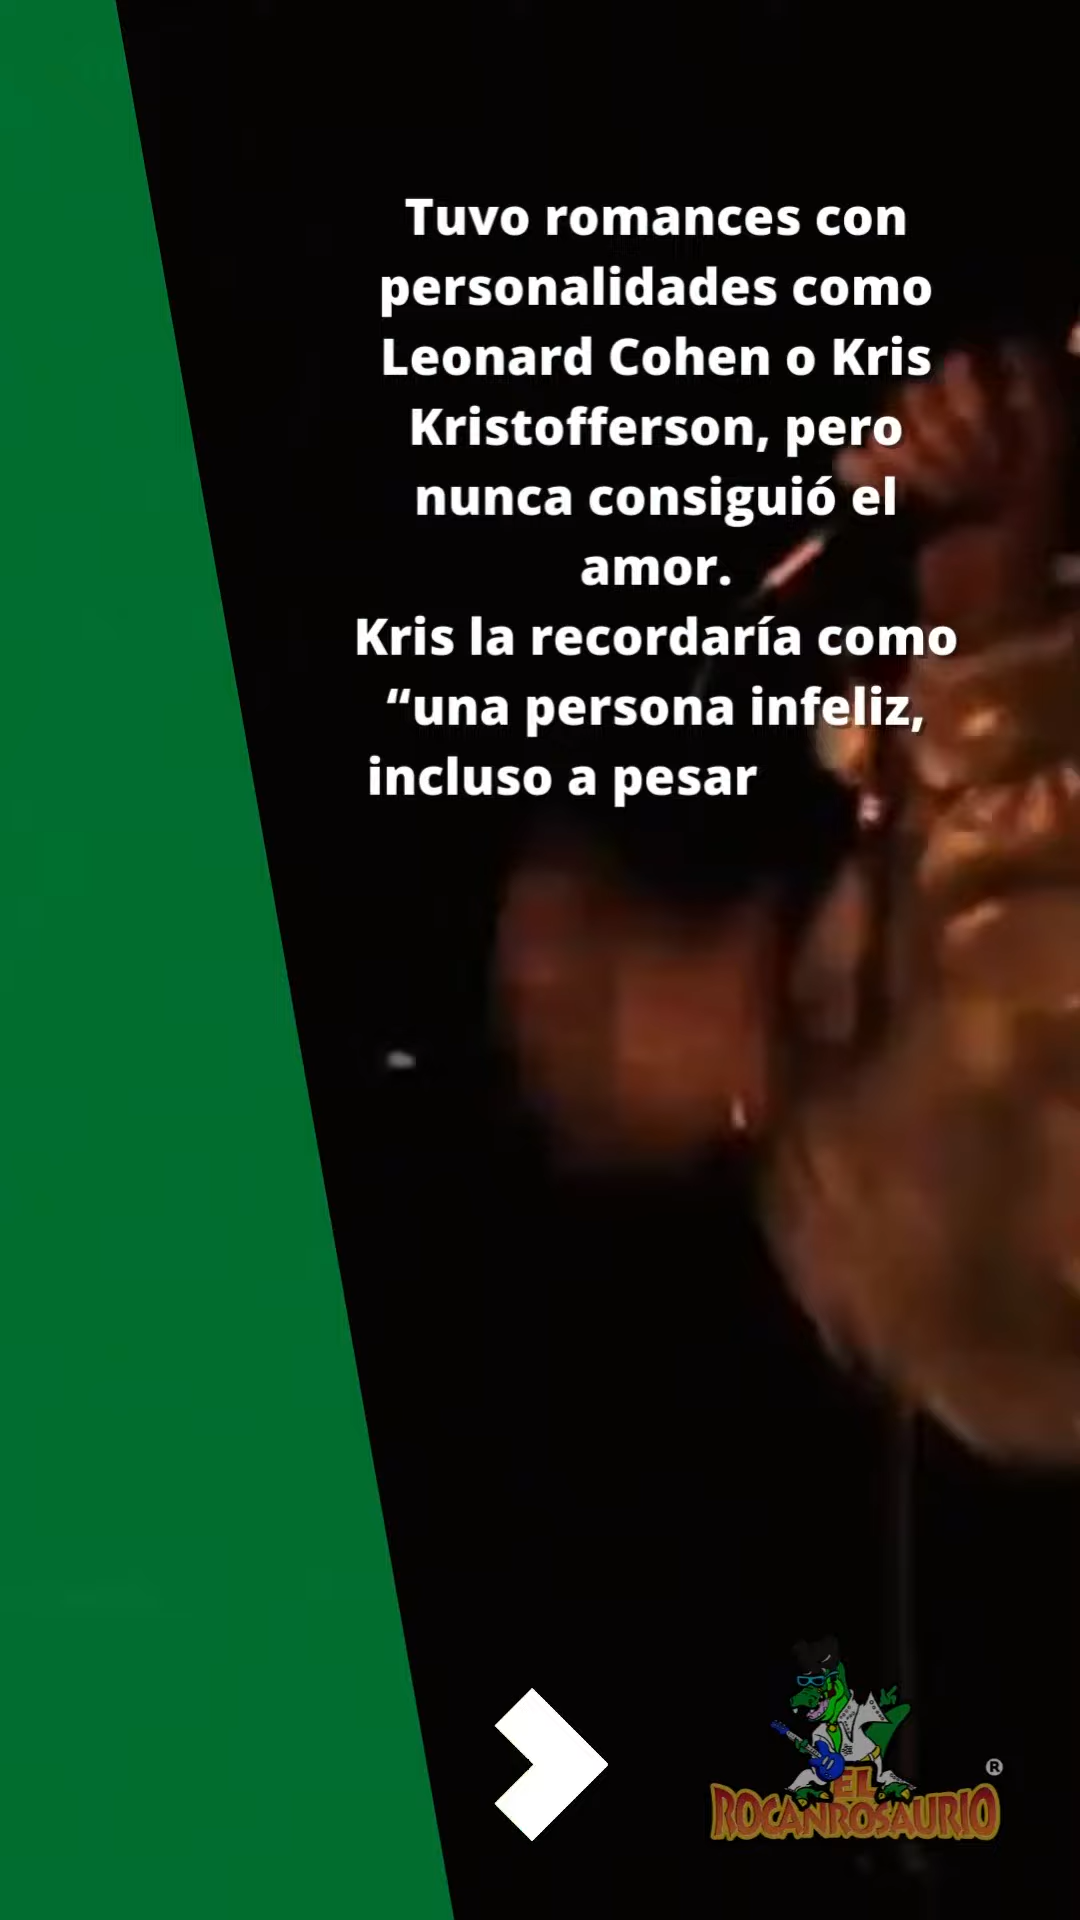 Tuvo romances con
personalidades como
Leonard Cohen o Kris
Kristofferson, pero
nunca consiguió el
amor.
Kris la recordaría como
“una persona infeliz,
incluso a pesar
EL
ROCANROSAURIO
®